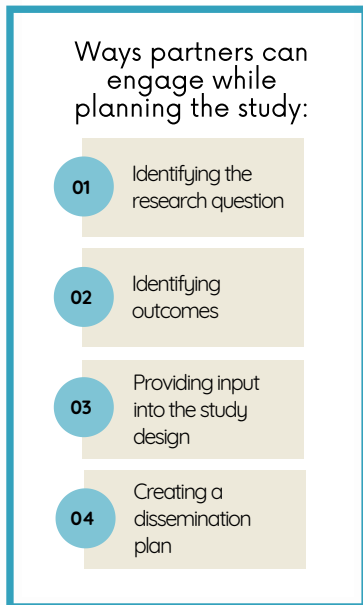 Ways partners can
engage while
planning the study:
01
Identifying the
research question
02
Identifying
outcomes
03
Providing input
into the study
design
04
Creating a
dissemination
plan